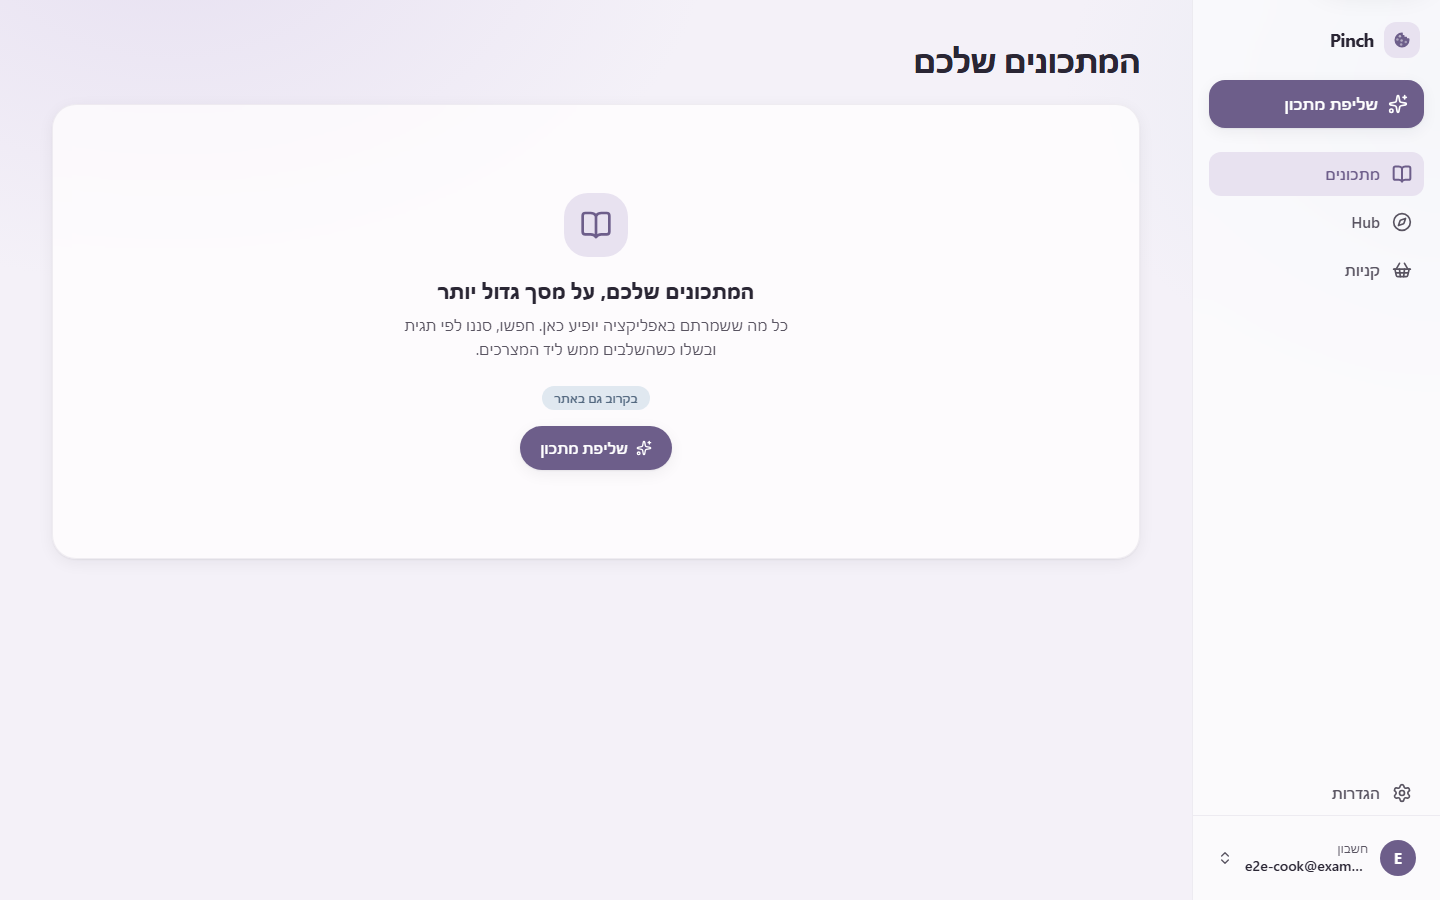 Pinch
שליפת מתכון
מתכונים
Hub
קניות
הגדרות
חשבון
e2e-cook@exam...
E
המתכונים שלכם
המתכונים שלכם, על מסך גדול יותר
כל מה ששמרתם באפליקציה יופיע כאן. חפשו, סננו לפי תגית
ובשלו כשהשלבים ממש ליד המצרכים.
בקרוב גם באתר
שליפת מתכון